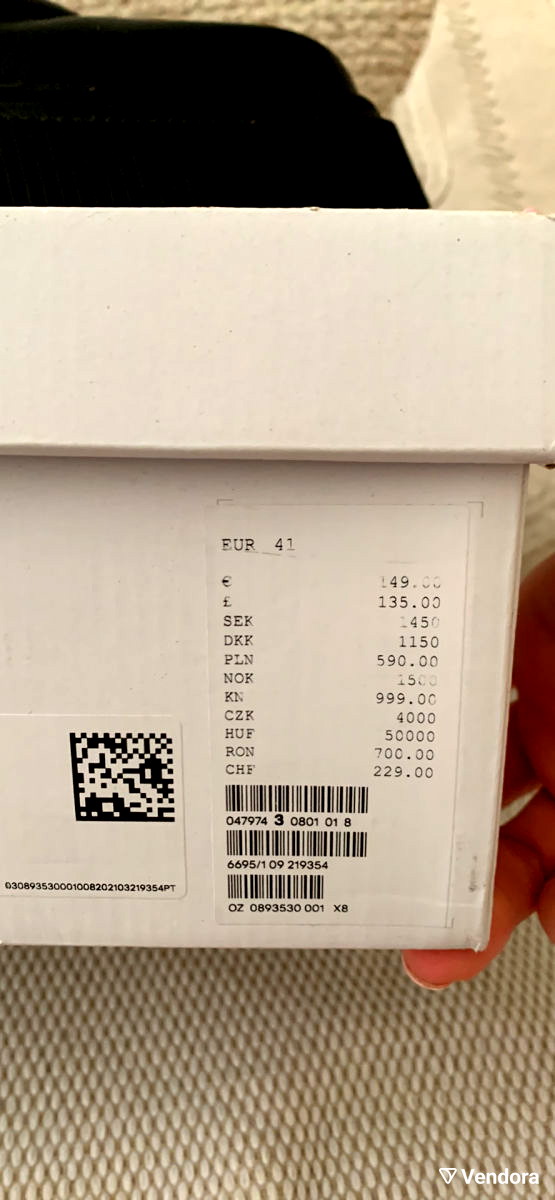 EUR 41
€ 149.00
£ 135.00
SEK 1450
DKK 1150
PLN 590.00
NOK 1500
KN 999.00
CZK 4000
HUF 50000
RON 700.00
CHF 229.00
047974 3 0801 01 8
6695/1 09 219354
OZ 0893530 001 X8
030893530001008202103219354PT
Vendora